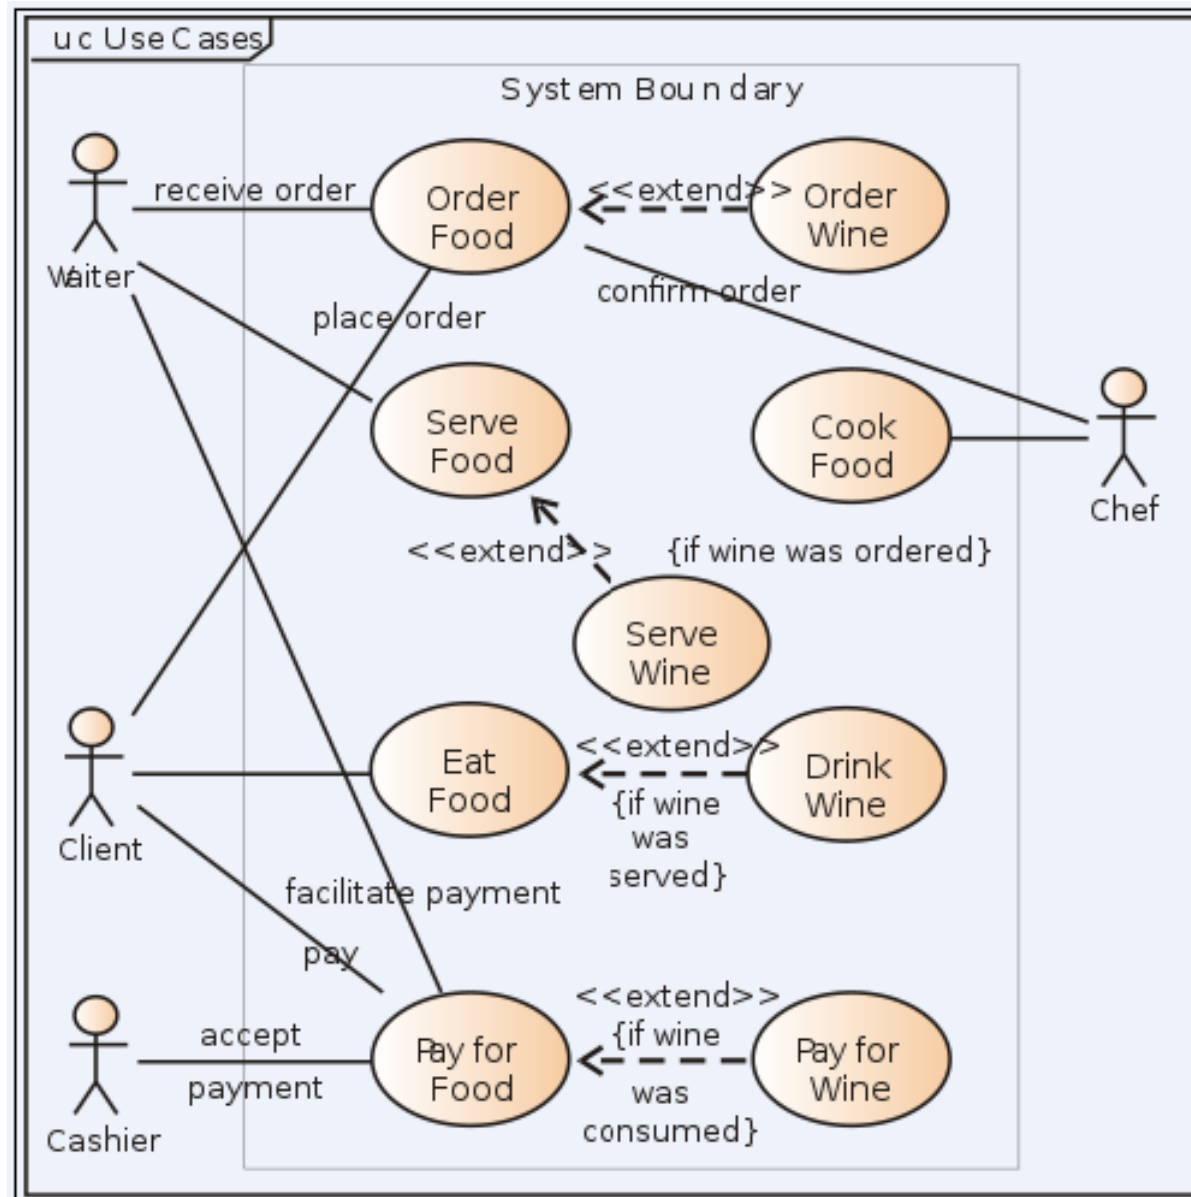 uc Use Cases
System Boundary
receive order
Order
Food
<<extend>>
Order
Wine
Waiter
confirm order
place order
Serve
Food
Cook
Food
Chef
<<extend>>
{if wine was ordered}
Serve
Wine
Eat
Food
<<extend>>
{if wine
was
served}
Drink
Wine
Client
facilitate payment
pay
accept
payment
Pay for
Food
<<extend>>
{if wine
was
consumed}
Pay for
Wine
Cashier